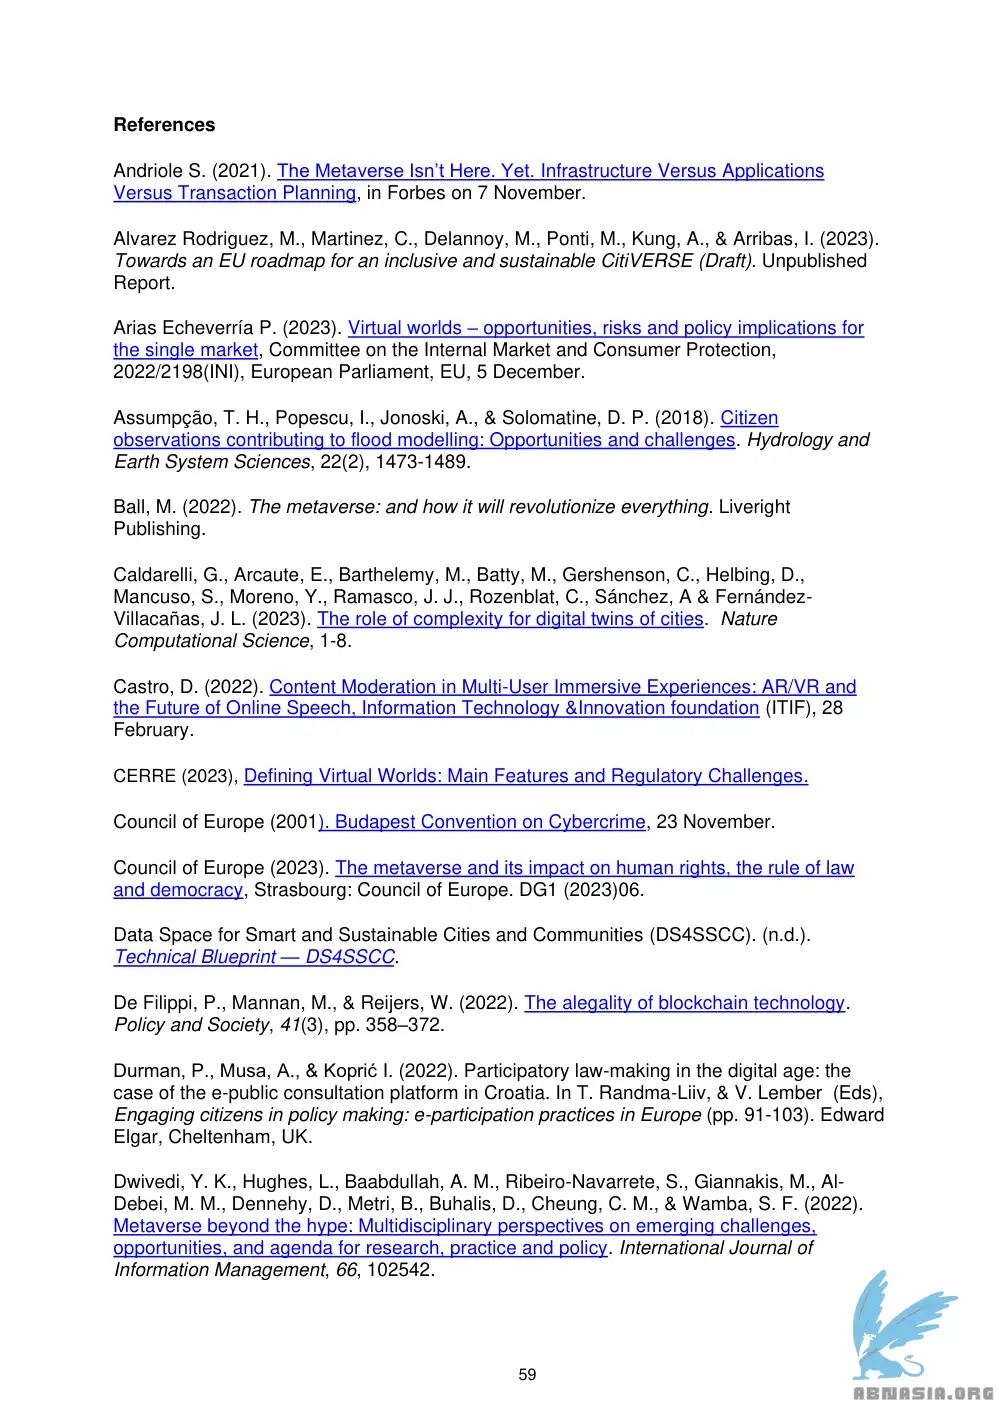 References
Andriole S. (2021). The Metaverse Isn’t Here. Yet. Infrastructure Versus Applications
Versus Transaction Planning, in Forbes on 7 November.
Alvarez Rodriguez, M., Martinez, C., Delannoy, M., Ponti, M., Kung, A., & Arribas, I. (2023).
Towards an EU roadmap for an inclusive and sustainable CitiVERSE (Draft). Unpublished
Report.
Arias Echeverría P. (2023). Virtual worlds – opportunities, risks and policy implications for
the single market, Committee on the Internal Market and Consumer Protection,
2022/2198(INI), European Parliament, EU, 5 December.
Assumpção, T. H., Popescu, I., Jonoski, A., & Solomatine, D. P. (2018). Citizen
observations contributing to flood modelling: Opportunities and challenges. Hydrology and
Earth System Sciences, 22(2), 1473-1489.
Ball, M. (2022). The metaverse: and how it will revolutionize everything. Liveright
Publishing.
Caldarelli, G., Arcaute, E., Barthelemy, M., Batty, M., Gershenson, C., Helbing, D.,
Mancuso, S., Moreno, Y., Ramasco, J. J., Rozenblat, C., Sánchez, A & Fernández-
Villacañas, J. L. (2023). The role of complexity for digital twins of cities. Nature
Computational Science, 1-8.
Castro, D. (2022). Content Moderation in Multi-User Immersive Experiences: AR/VR and
the Future of Online Speech, Information Technology &Innovation foundation (ITIF), 28
February.
CERRE (2023), Defining Virtual Worlds: Main Features and Regulatory Challenges.
Council of Europe (2001). Budapest Convention on Cybercrime, 23 November.
Council of Europe (2023). The metaverse and its impact on human rights, the rule of law
and democracy, Strasbourg: Council of Europe. DG1 (2023)06.
Data Space for Smart and Sustainable Cities and Communities (DS4SSCC). (n.d.).
Technical Blueprint — DS4SSCC.
De Filippi, P., Mannan, M., & Reijers, W. (2022). The alegality of blockchain technology.
Policy and Society, 41(3), pp. 358–372.
Durman, P., Musa, A., & Koprić I. (2022). Participatory law-making in the digital age: the
case of the e-public consultation platform in Croatia. In T. Randma-Liiv, & V. Lember (Eds),
Engaging citizens in policy making: e-participation practices in Europe (pp. 91-103). Edward
Elgar, Cheltenham, UK.
Dwivedi, Y. K., Hughes, L., Baabdullah, A. M., Ribeiro-Navarrete, S., Giannakis, M., Al-
Debei, M. M., Dennehy, D., Metri, B., Buhalis, D., Cheung, C. M., & Wamba, S. F. (2022).
Metaverse beyond the hype: Multidisciplinary perspectives on emerging challenges,
opportunities, and agenda for research, practice and policy. International Journal of
Information Management, 66, 102542.
59
ABNASIA.ORG